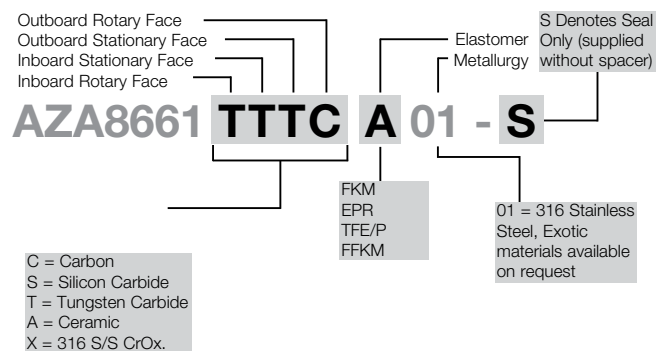 Outboard Rotary Face
Outboard Stationary Face
Inboard Stationary Face
Inboard Rotary Face
Elastomer
Metallurgy
S Denotes Seal
Only (supplied
without spacer)
AZA8661 TTTC A 01 - S
FKM
EPR
TFE/P
FFKM
01 = 316 Stainless
Steel, Exotic
materials available
on request
C = Carbon
S = Silicon Carbide
T = Tungsten Carbide
A = Ceramic
X = 316 S/S CrOx.